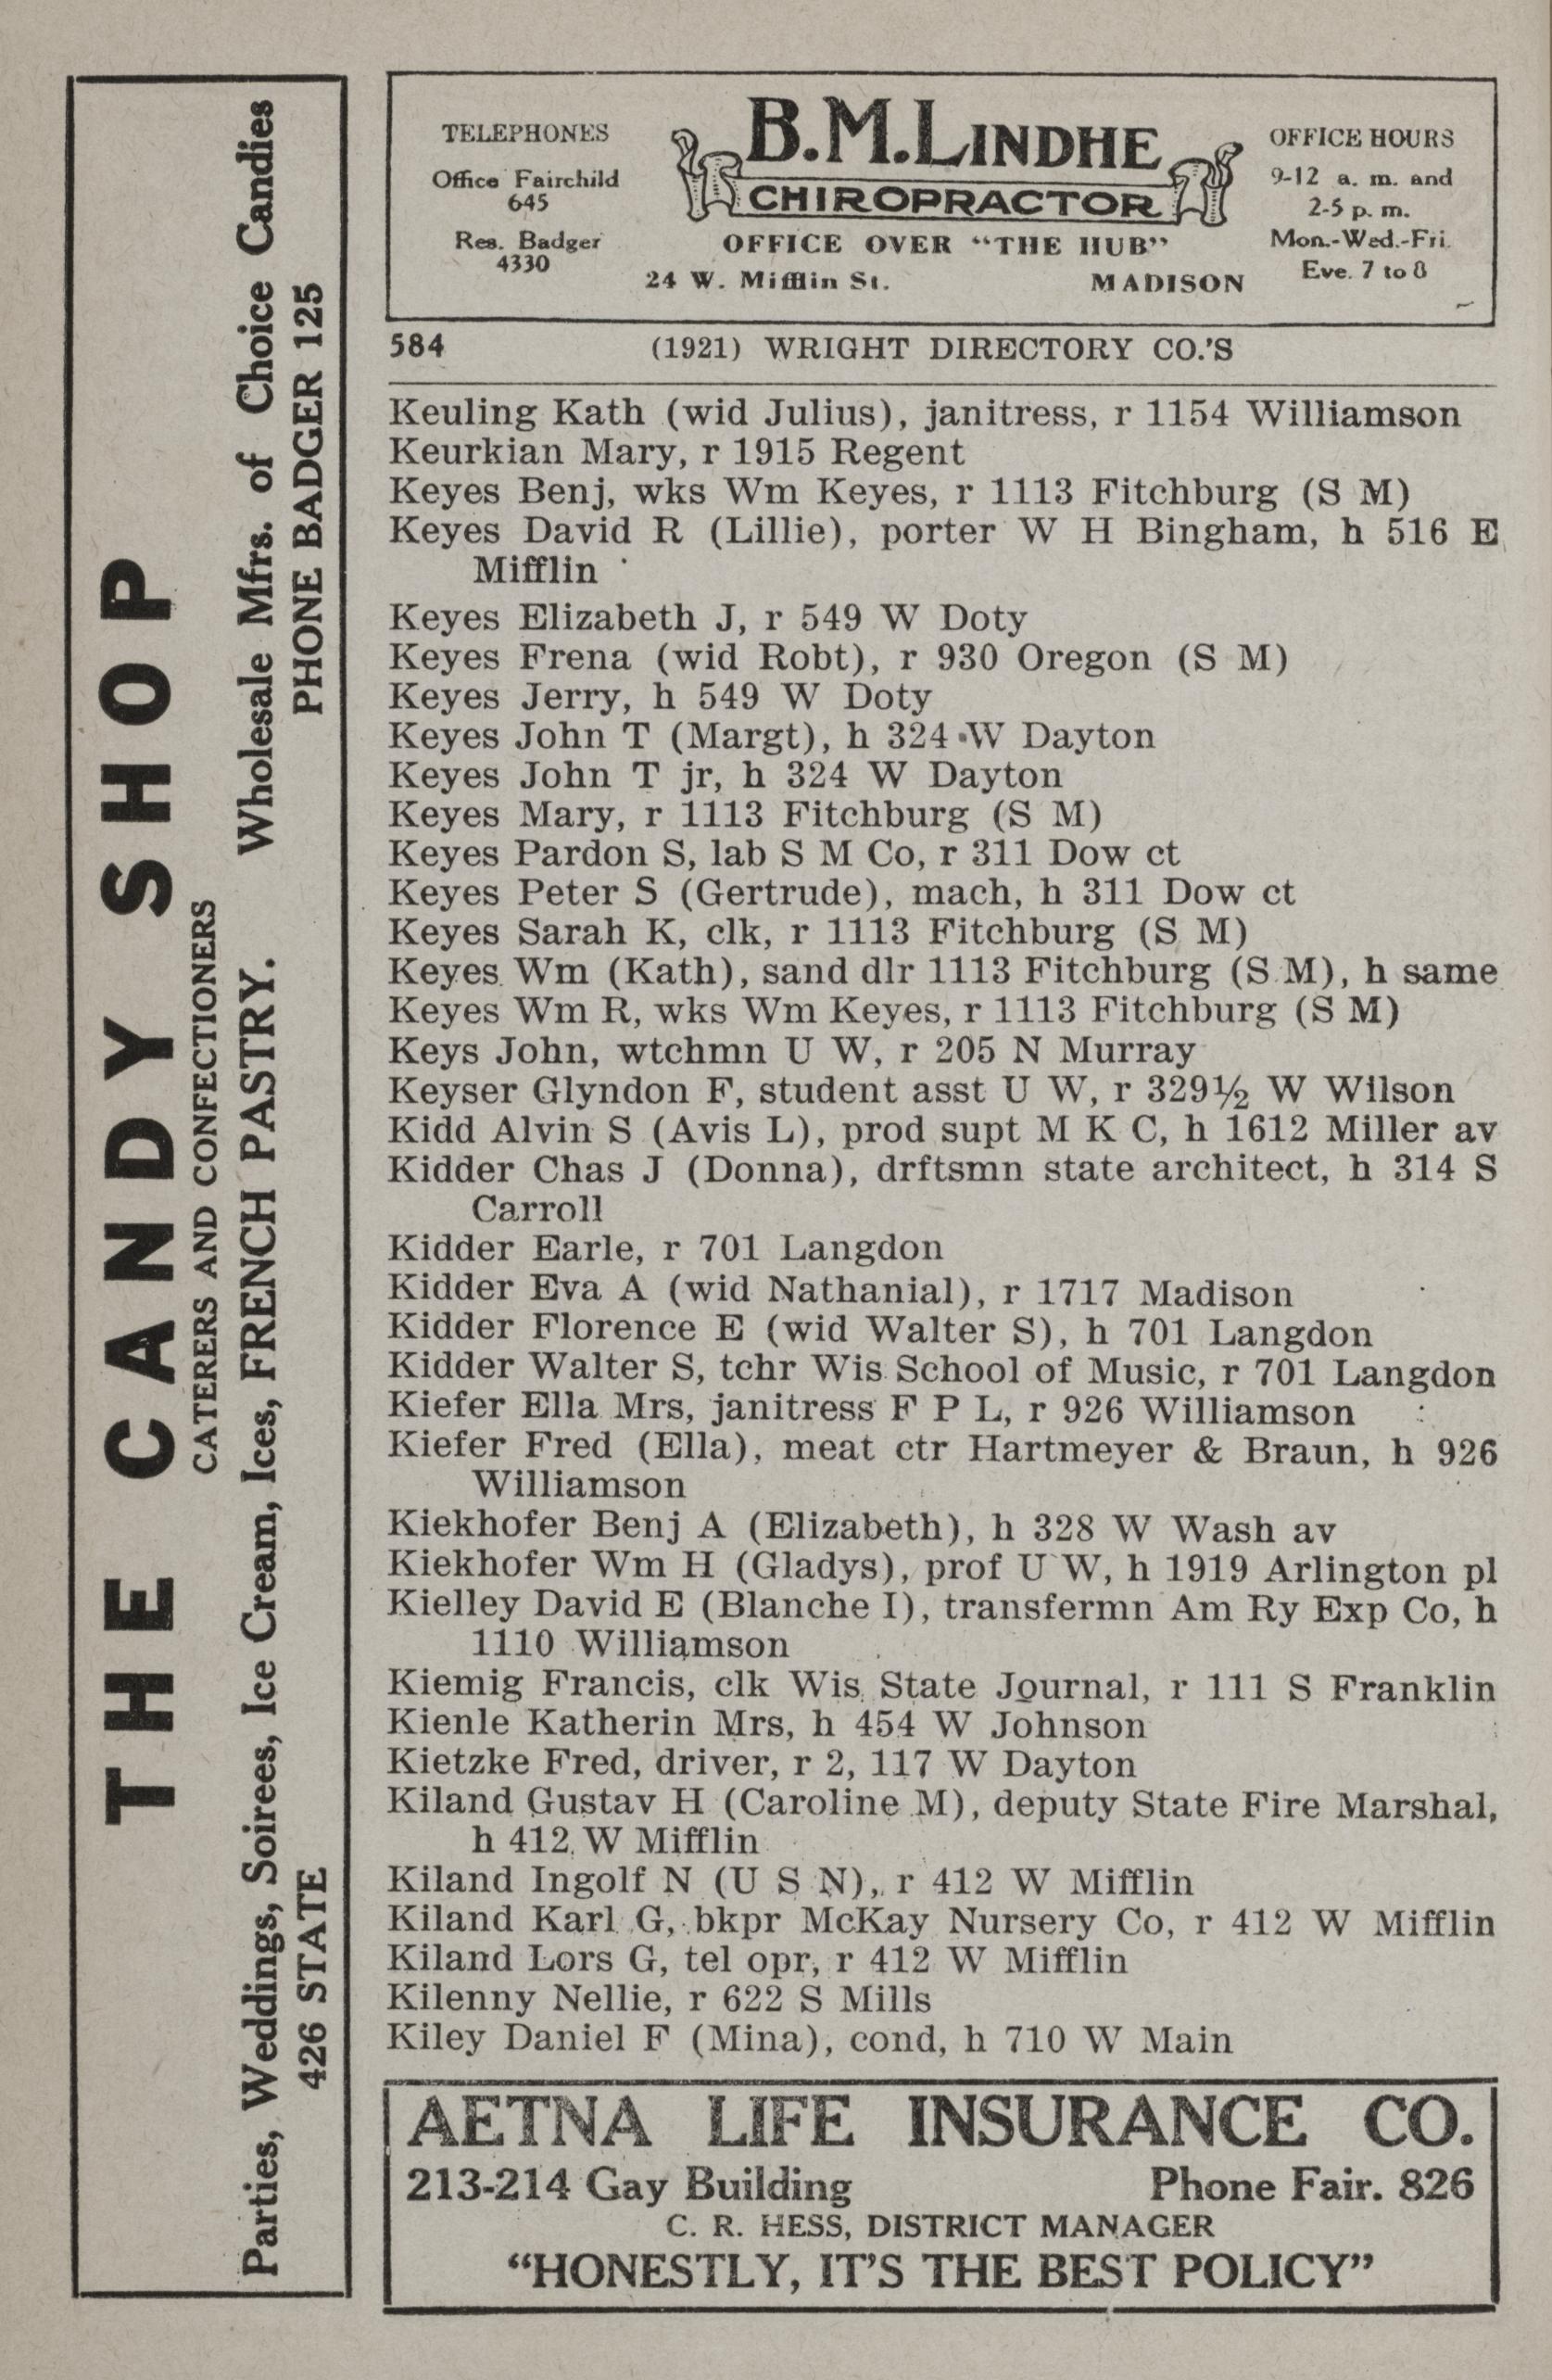 THE CANDY SHOP
CATERERS AND CONFECTIONERS
Parties, Weddings, Soirees, Ice Cream, Ices, FRENCH PASTRY. Wholesale Mfrs. of Choice Candies
426 STATE PHONE BADGER 125
TELEPHONES
Office Fairchild
645
Res. Badger
4330
B.M.LINDHE
CHIROPRACTOR
OFFICE OVER "THE HUB"
24 W. Mifflin St. MADISON
OFFICE HOURS
9-12 a. m. and
2-5 p. m.
Mon.-Wed.-Fri.
Eve. 7 to 8
584 (1921) WRIGHT DIRECTORY CO.'S
Keuling Kath (wid Julius), janitress, r 1154 Williamson
Keurkian Mary, r 1915 Regent
Keyes Benj, wks Wm Keyes, r 1113 Fitchburg (S M)
Keyes David R (Lillie), porter W H Bingham, h 516 E
Mifflin
Keyes Elizabeth J, r 549 W Doty
Keyes Frena (wid Robt), r 930 Oregon (S M)
Keyes Jerry, h 549 W Doty
Keyes John T (Margt), h 324 W Dayton
Keyes John T jr, h 324 W Dayton
Keyes Mary, r 1113 Fitchburg (S M)
Keyes Pardon S, lab S M Co, r 311 Dow ct
Keyes Peter S (Gertrude), mach, h 311 Dow ct
Keyes Sarah K, clk, r 1113 Fitchburg (S M)
Keyes Wm (Kath), sand dlr 1113 Fitchburg (S M), h same
Keyes Wm R, wks Wm Keyes, r 1113 Fitchburg (S M)
Keys John, wtchmn U W, r 205 N Murray
Keyser Glyndon F, student asst U W, r 329½ W Wilson
Kidd Alvin S (Avis L), prod supt M K C, h 1612 Miller av
Kidder Chas J (Donna), drftsmn state architect, h 314 S
Carroll
Kidder Earle, r 701 Langdon
Kidder Eva A (wid Nathanial), r 1717 Madison
Kidder Florence E (wid Walter S), h 701 Langdon
Kidder Walter S, tchr Wis School of Music, r 701 Langdon
Kiefer Ella Mrs, janitress F P L, r 926 Williamson
Kiefer Fred (Ella), meat ctr Hartmeyer & Braun, h 926
Williamson
Kiekhofer Benj A (Elizabeth), h 328 W Wash av
Kiekhofer Wm H (Gladys), prof U W, h 1919 Arlington pl
Kielley David E (Blanche I), transfermn Am Ry Exp Co, h
1110 Williamson
Kiemig Francis, clk Wis State Journal, r 111 S Franklin
Kienle Katherin Mrs, h 454 W Johnson
Kietzke Fred, driver, r 2, 117 W Dayton
Kiland Gustav H (Caroline M), deputy State Fire Marshal,
h 412 W Mifflin
Kiland Ingolf N (U S N), r 412 W Mifflin
Kiland Karl G, bkpr McKay Nursery Co, r 412 W Mifflin
Kiland Lors G, tel opr, r 412 W Mifflin
Kilenny Nellie, r 622 S Mills
Kiley Daniel F (Mina), cond, h 710 W Main
AETNA LIFE INSURANCE CO.
213-214 Gay Building Phone Fair. 826
C. R. HESS, DISTRICT MANAGER
"HONESTLY, IT'S THE BEST POLICY"